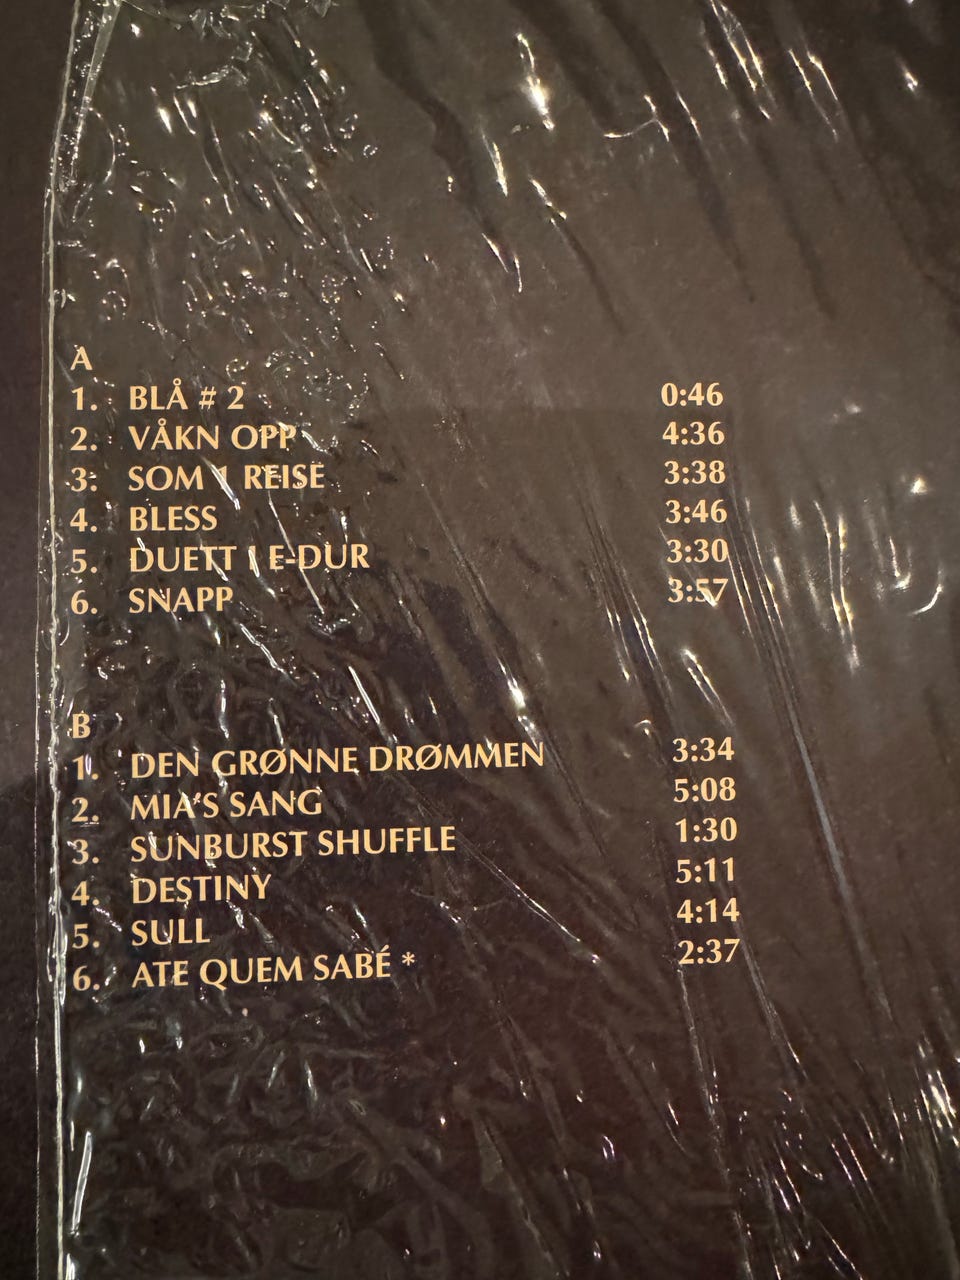 A
1. BLÅ # 2 0:46
2. VÅKN OPP 4:36
3. SOM 1 REISE 3:38
4. BLESS 3:46
5. DUETT I E-DUR 3:30
6. SNAPP 3:57
B
1. DEN GRØNNE DRØMMEN 3:34
2. MIA'S SANG 5:08
3. SUNBURST SHUFFLE 1:30
4. DESTINY 5:11
5. SULL 4:14
6. ATE QUEM SABÉ * 2:37